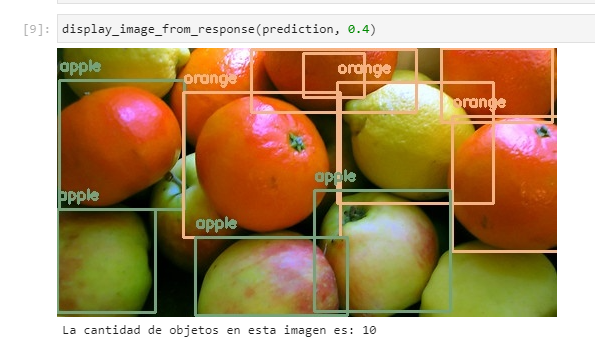 [9]: display_image_from_response(prediction, 0.4)
apple
orange
orange
orange
apple
apple
apple
La cantidad de objetos en esta imagen es: 10